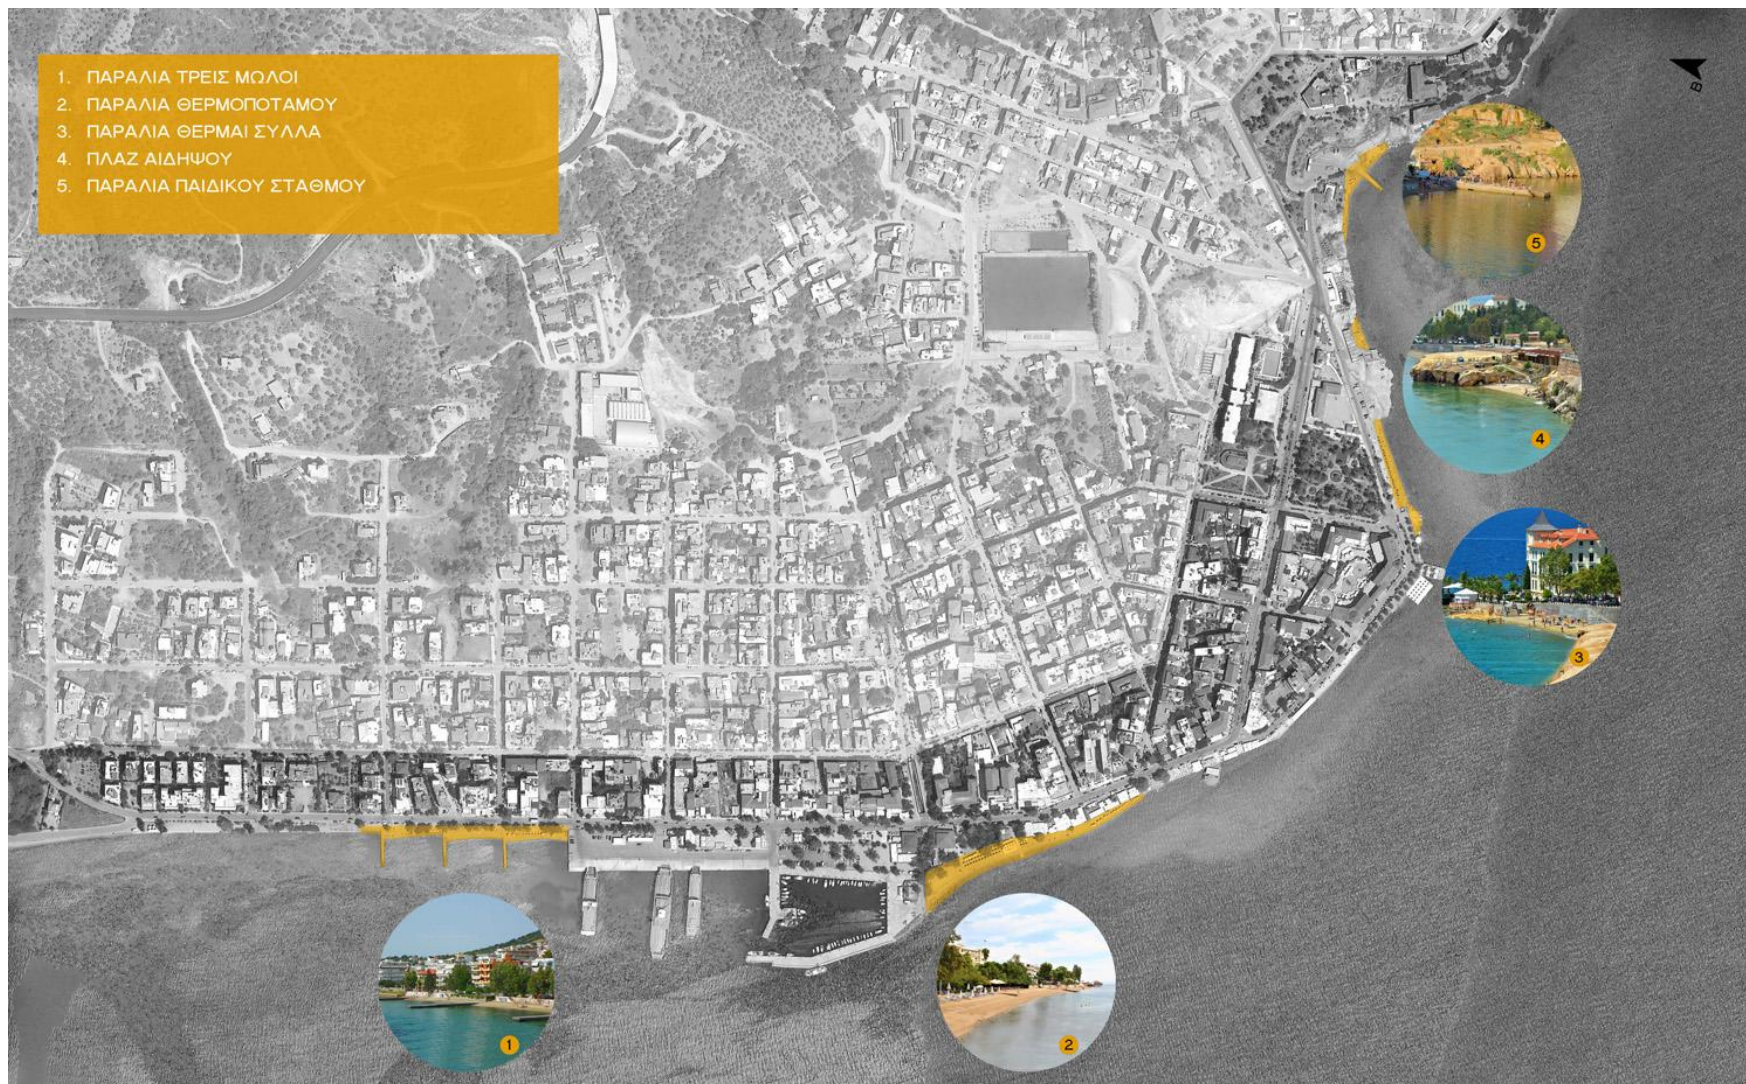 1. ΠΑΡΑΛΙΑ ΤΡΕΙΣ ΜΩΛΟΙ
2. ΠΑΡΑΛΙΑ ΘΕΡΜΟΠΟΤΑΜΟΥ
3. ΠΑΡΑΛΙΑ ΘΕΡΜΑΙ ΣΥΛΛΑ
4. ΠΛΑΖ ΑΙΔΗΨΟΥ
5. ΠΑΡΑΛΙΑ ΠΑΙΔΙΚΟΥ ΣΤΑΘΜΟΥ
Β
5
4
3
1
2